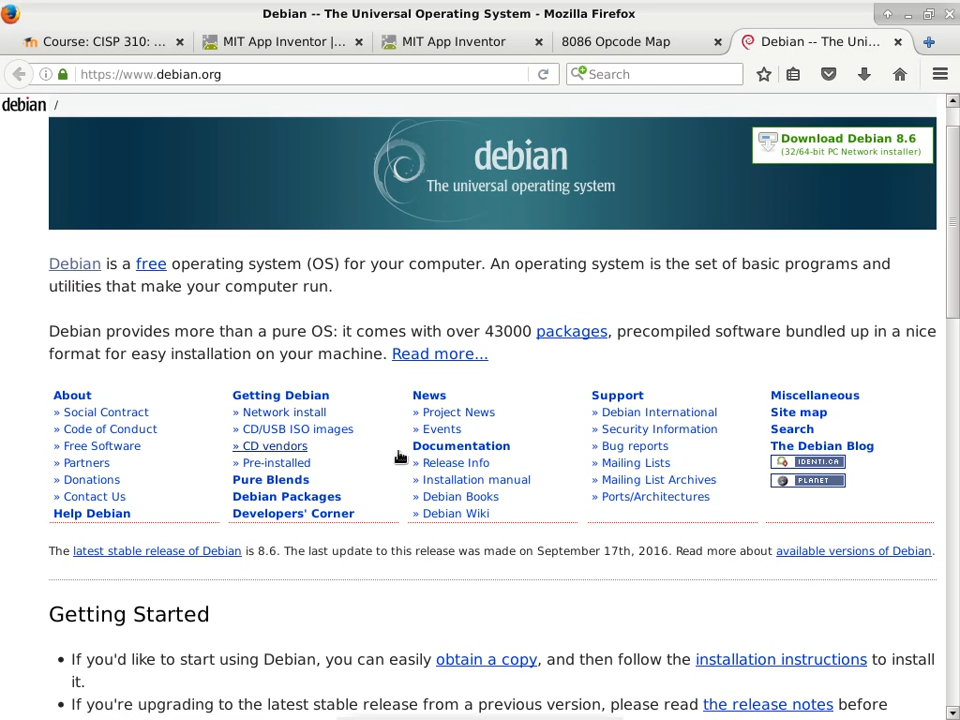 Debian -- The Universal Operating System - Mozilla Firefox
Course: CISP 310: ...
MIT App Inventor |...
MIT App Inventor
8086 Opcode Map
Debian -- The Uni...
https://www.debian.org
Search
debian /
debian
The universal operating system
Download Debian 8.6
(32/64-bit PC Network installer)
Debian is a free operating system (OS) for your computer. An operating system is the set of basic programs and
utilities that make your computer run.
Debian provides more than a pure OS: it comes with over 43000 packages, precompiled software bundled up in a nice
format for easy installation on your machine. Read more...
About
» Social Contract
» Code of Conduct
» Free Software
» Partners
» Donations
» Contact Us
Help Debian
Getting Debian
» Network install
» CD/USB ISO images
» CD vendors
» Pre-installed
Pure Blends
Debian Packages
Developers' Corner
News
» Project News
» Events
Documentation
» Release Info
» Installation manual
» Debian Books
» Debian Wiki
Support
» Debian International
» Security Information
» Bug reports
» Mailing Lists
» Mailing List Archives
» Ports/Architectures
Miscellaneous
Site map
Search
The Debian Blog
IDENTI.CA
PLANET
The latest stable release of Debian is 8.6. The last update to this release was made on September 17th, 2016. Read more about available versions of Debian.
Getting Started
• If you'd like to start using Debian, you can easily obtain a copy, and then follow the installation instructions to install
it.
• If you're upgrading to the latest stable release from a previous version, please read the release notes before